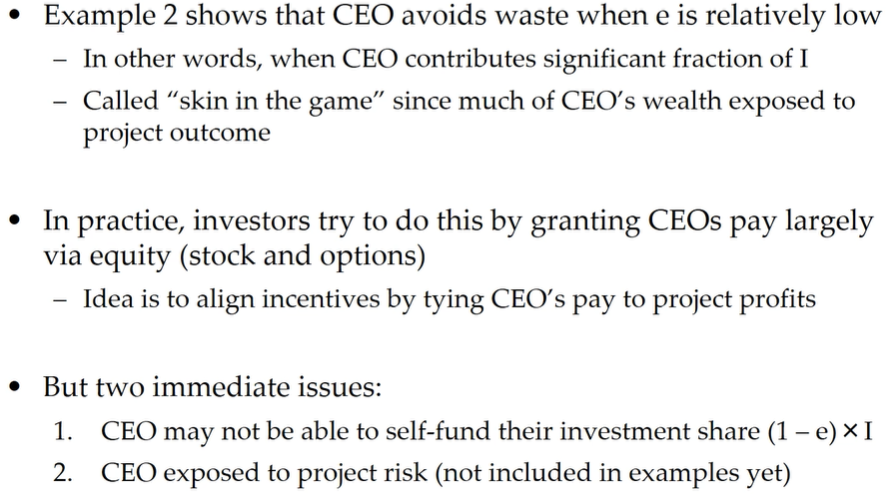 • Example 2 shows that CEO avoids waste when e is relatively low
– In other words, when CEO contributes significant fraction of I
– Called “skin in the game” since much of CEO’s wealth exposed to
project outcome
• In practice, investors try to do this by granting CEOs pay largely
via equity (stock and options)
– Idea is to align incentives by tying CEO’s pay to project profits
• But two immediate issues:
1. CEO may not be able to self-fund their investment share (1 – e) × I
2. CEO exposed to project risk (not included in examples yet)